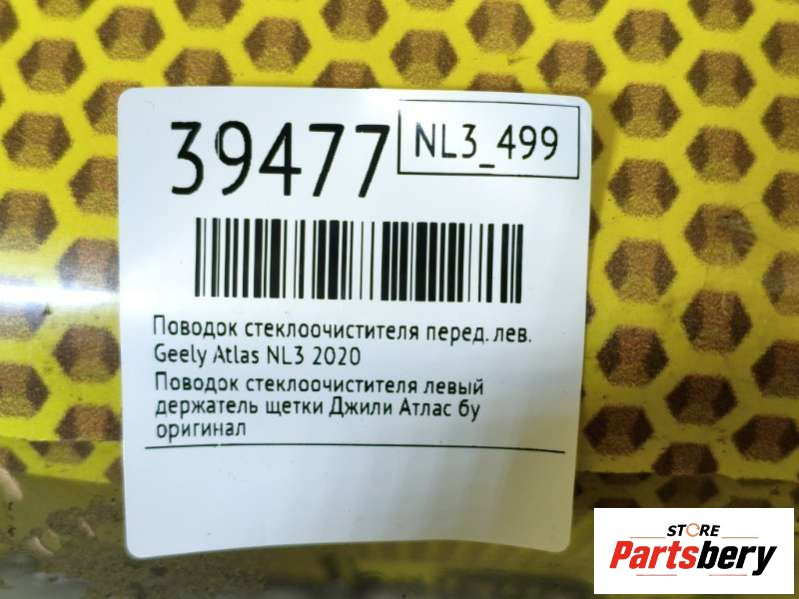 39477
NL3_499
Поводок стеклоочистителя перед. лев.
Geely Atlas NL3 2020
Поводок стеклоочистителя левый
держатель щетки Джили Атлас бу
оригинал
STORE
Partsbery